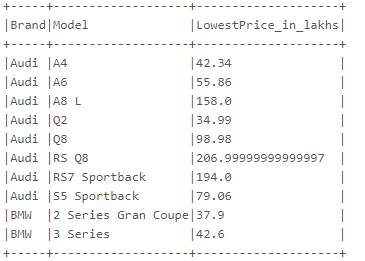 +-----+--------------------+---------------------+
|Brand|Model               |LowestPrice_in_lakhs|
+-----+--------------------+---------------------+
|Audi |A4                  |42.34               |
|Audi |A6                  |55.86               |
|Audi |A8 L                |158.0               |
|Audi |Q2                  |34.99               |
|Audi |Q8                  |98.98               |
|Audi |RS Q8               |206.99999999999997  |
|Audi |RS7 Sportback       |194.0               |
|Audi |S5 Sportback        |79.06               |
|BMW  |2 Series Gran Coupe|37.9                |
|BMW  |3 Series            |42.6                |
+-----+--------------------+---------------------+